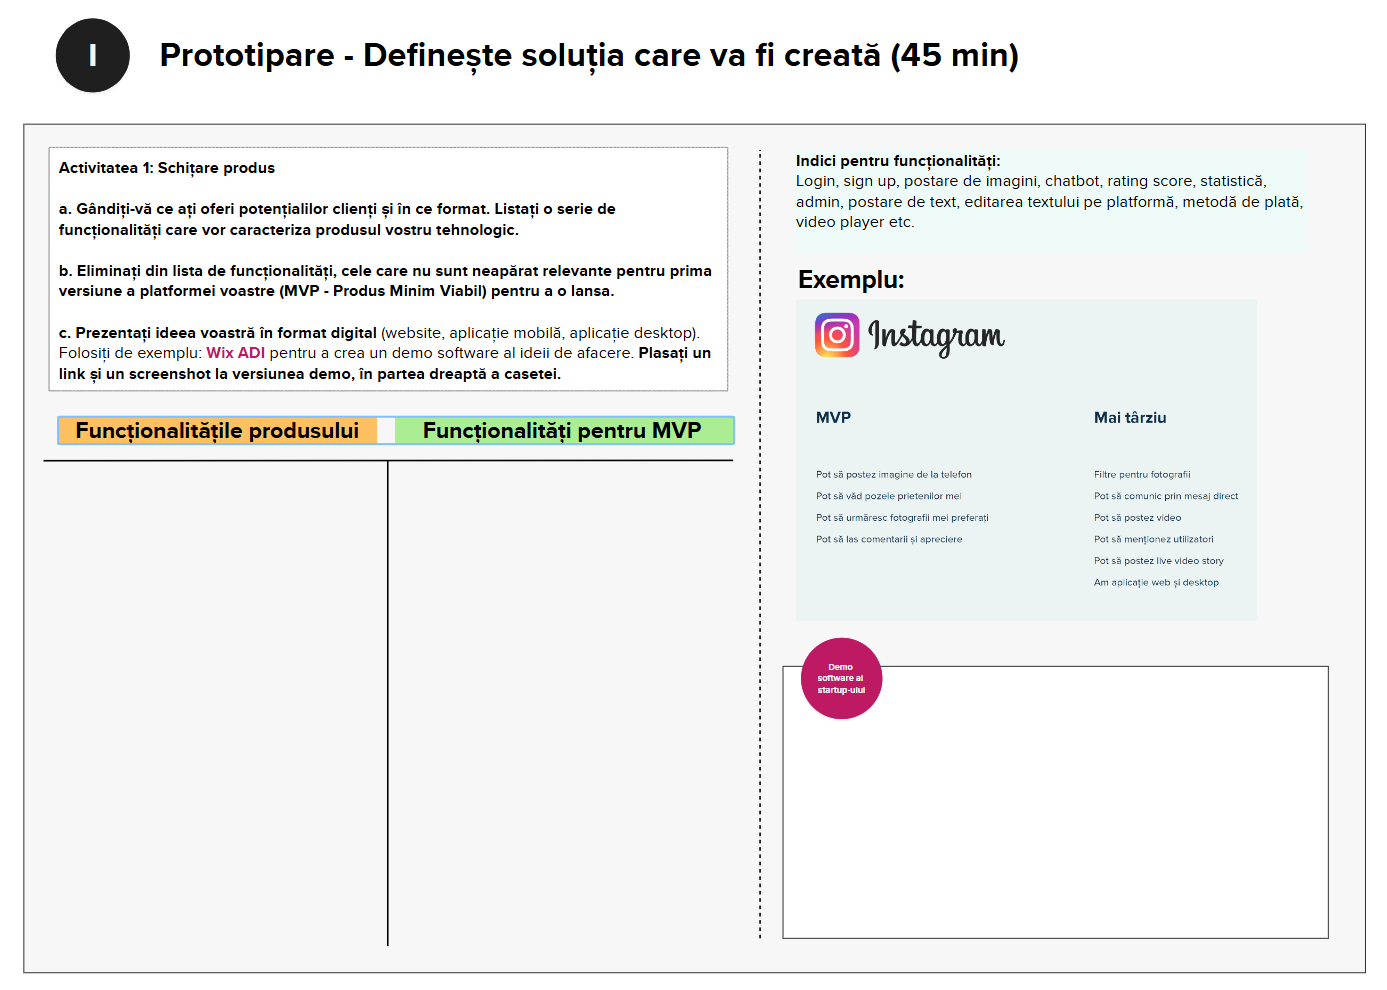 I
Prototipare - Definește soluția care va fi creată (45 min)
Activitatea 1: Schițare produs
a. Gândiți-vă ce ați oferi potențialilor clienți și în ce format. Listați o serie de
funcționalități care vor caracteriza produsul vostru tehnologic.
b. Eliminați din lista de funcționalități, cele care nu sunt neapărat relevante pentru prima
versiune a platformei voastre (MVP - Produs Minim Viabil) pentru a o lansa.
c. Prezentați ideea voastră în format digital (website, aplicație mobilă, aplicație desktop).
Folosiți de exemplu: Wix ADI pentru a crea un demo software al ideii de afacere. Plasați un
link și un screenshot la versiunea demo, în partea dreaptă a casetei.
Funcționalitățile produsului
Funcționalități pentru MVP
Indici pentru funcționalități:
Login, sign up, postare de imagini, chatbot, rating score, statistică,
admin, postare de text, editarea textului pe platformă, metodă de plată,
video player etc.
Exemplu:
Instagram
MVP
Pot să postez imagine de la telefon
Pot să văd pozele prietenilor mei
Pot să urmăresc fotografii mei preferați
Pot să las comentarii și apreciere
Mai târziu
Filtre pentru fotografii
Pot să comunic prin mesaj direct
Pot să postez video
Pot să menționez utilizatori
Pot să postez live video story
Am aplicație web și desktop
Demo
software al
startup-ului